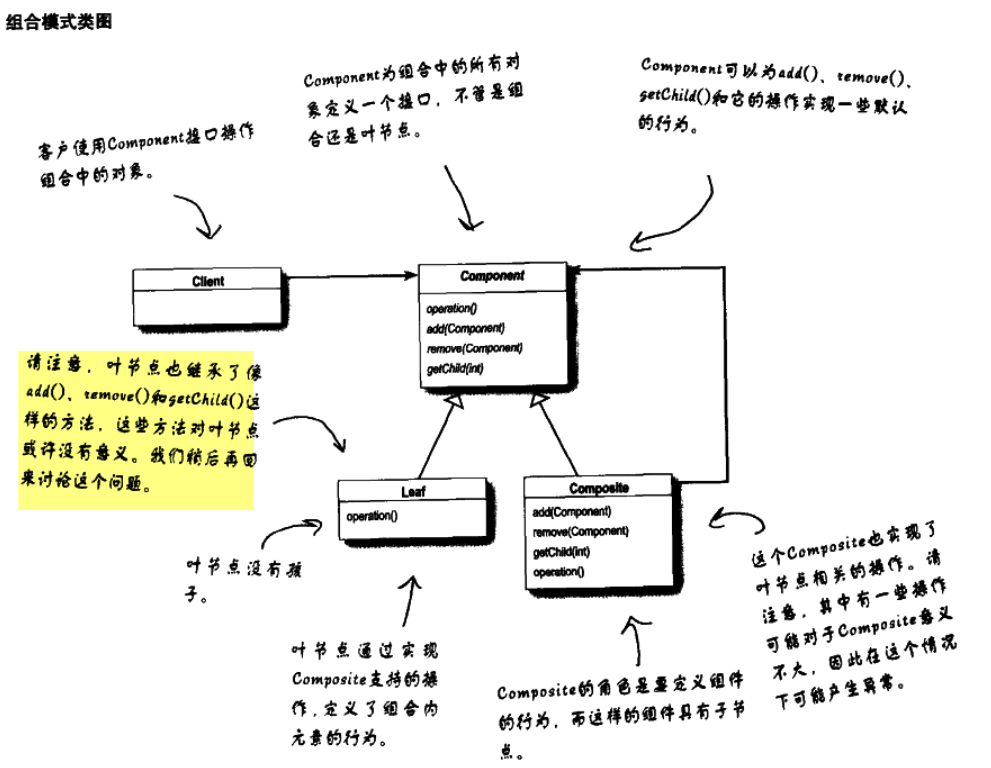 组合模式类图
Component为组合中的所有对
象定义一个接口，不管是组
合还是叶节点。
Component可以为add()、remove()、
getChild()和它的操作实现一些默认
的行为。
客户使用Component接口操作
组合中的对象。
Client
Component
operation()
add(Component)
remove(Component)
getChild(int)
请注意，叶节点也继承了像
add()、remove()和getChild()这
样的方法，这些方法对叶节点
或许没有意义。我们稍后再回
来讨论这个问题。
Leaf
operation()
Composite
add(Component)
remove(Component)
getChild(int)
operation()
叶节点没有孩
子。
这个Composite也实现了
叶节点相关的操作。请
注意，其中有一些操作
可能对于Composite意义
不大，因此在这个情况
下可能产生异常。
叶节点通过实现
Composite支持的操
作，定义了组合内
元素的行为。
Composite的角色是要定义组件
的行为，而这样的组件具有子节
点。